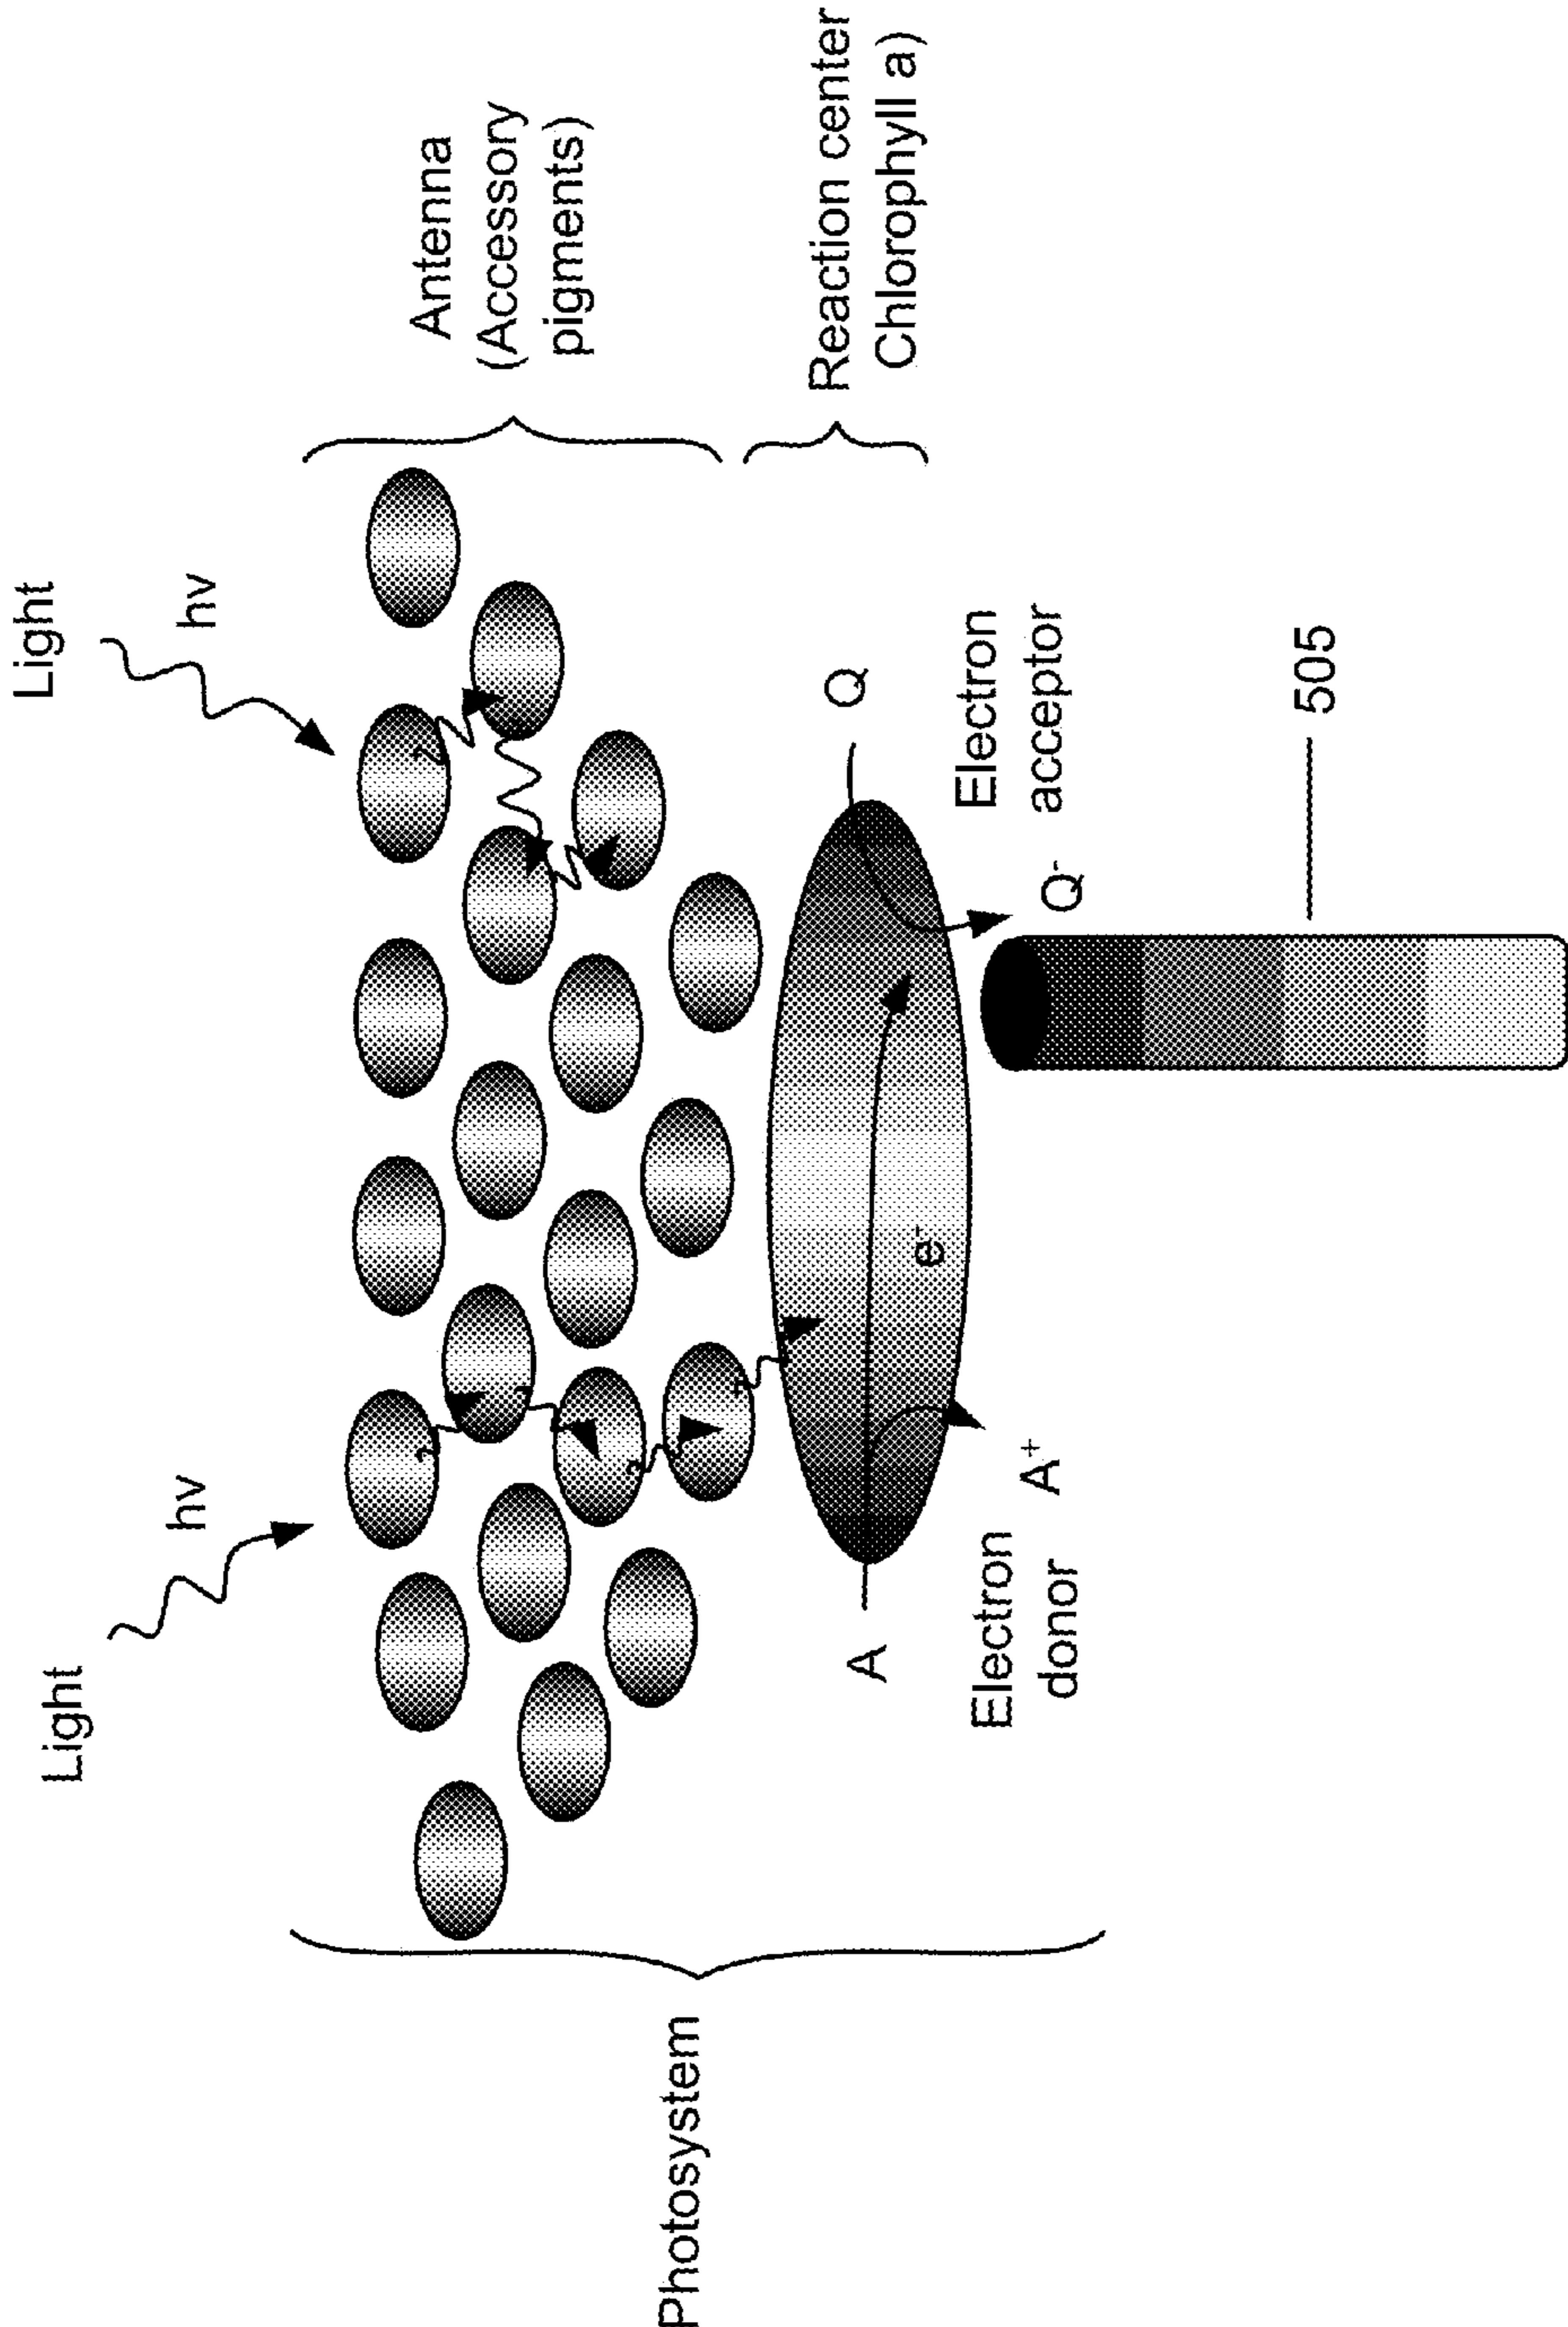 Light
Light
hv
hv
Antenna
(Accessory
pigments)
Photosystem
Reaction center
Chlorophyll a)
A
Q
e-
Electron
donor
A+
Electron
acceptor
Q-
505